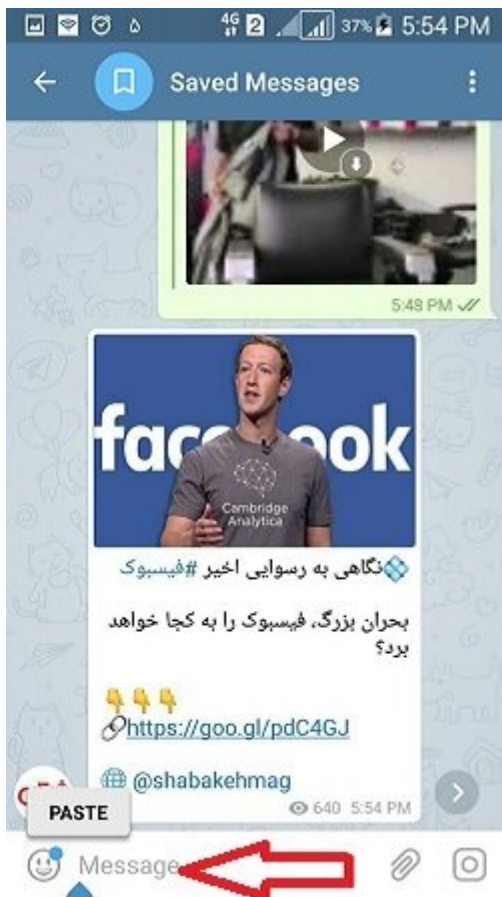 ۵ 4G 2 37% 5:54 PM
Saved Messages
5:48 PM
facebook
Cambridge
Analytica
نگاهی به رسوایی اخیر #فیسبوک
بحران بزرگ، فیسبوک را به کجا خواهد
برد؟
https://goo.gl/pdC4GJ
@shabakehmag
640 5:54 PM
PASTE
Message